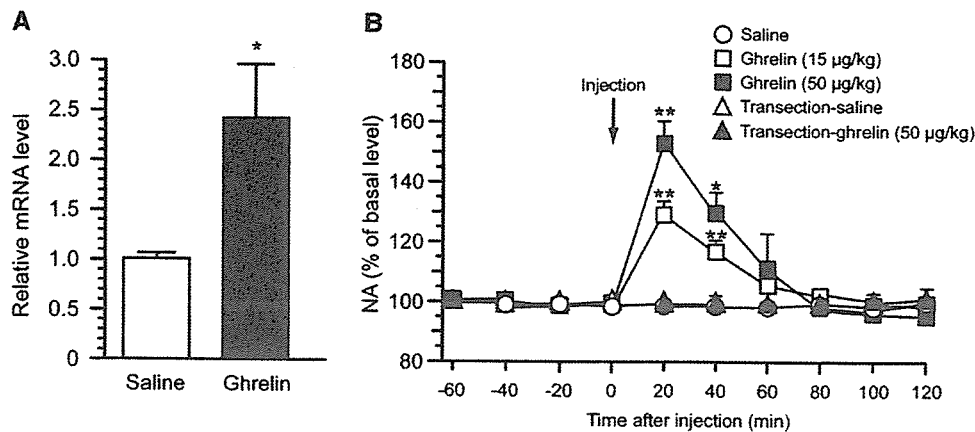 A
Relative mRNA level
3.0
2.5
2.0
1.5
1.0
0.5
0
*
Saline
Ghrelin
B
NA (% of basal level)
180
160
140
120
100
80
Injection
**
**
*
**
Saline
Ghrelin (15 µg/kg)
Ghrelin (50 µg/kg)
Transection-saline
Transection-ghrelin (50 µg/kg)
-60
-40
-20
0
20
40
60
80
100
120
Time after injection (min)